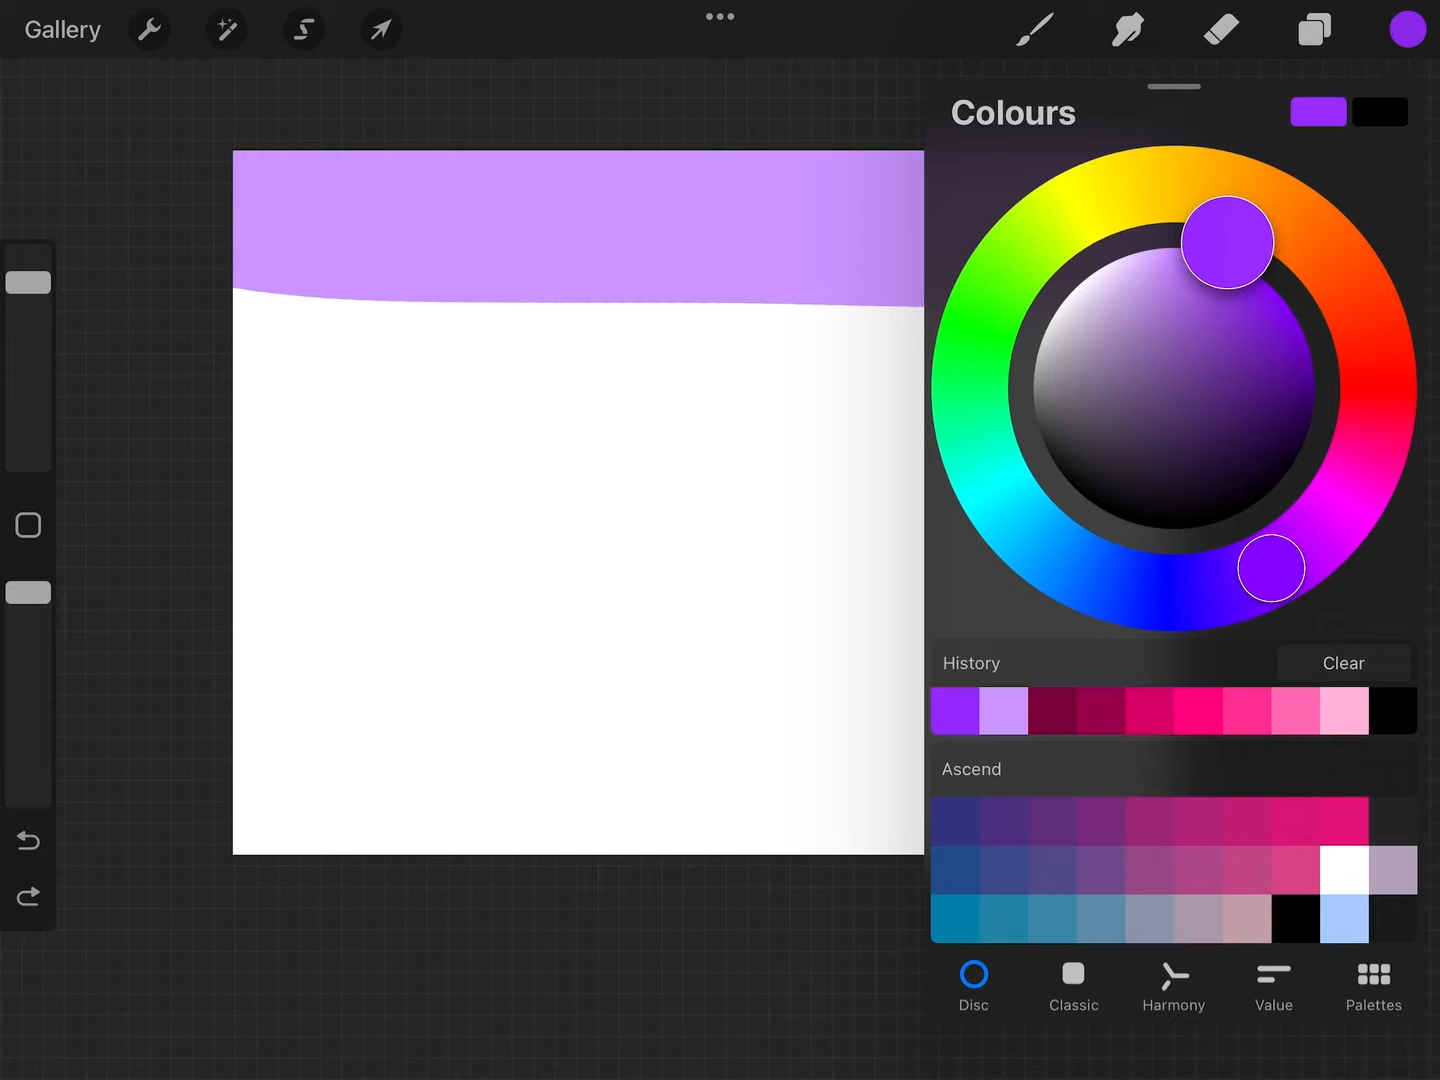 Gallery
Colours
History
Clear
Ascend
Disc
Classic
Harmony
Value
Palettes